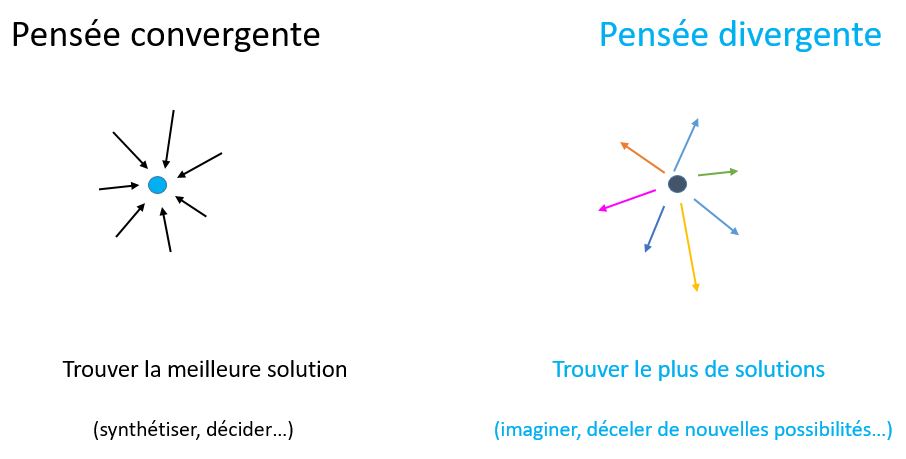 Pensée convergente
Pensée divergente
Trouver la meilleure solution
Trouver le plus de solutions
(synthétiser, décider…)
(imaginer, déceler de nouvelles possibilités…)